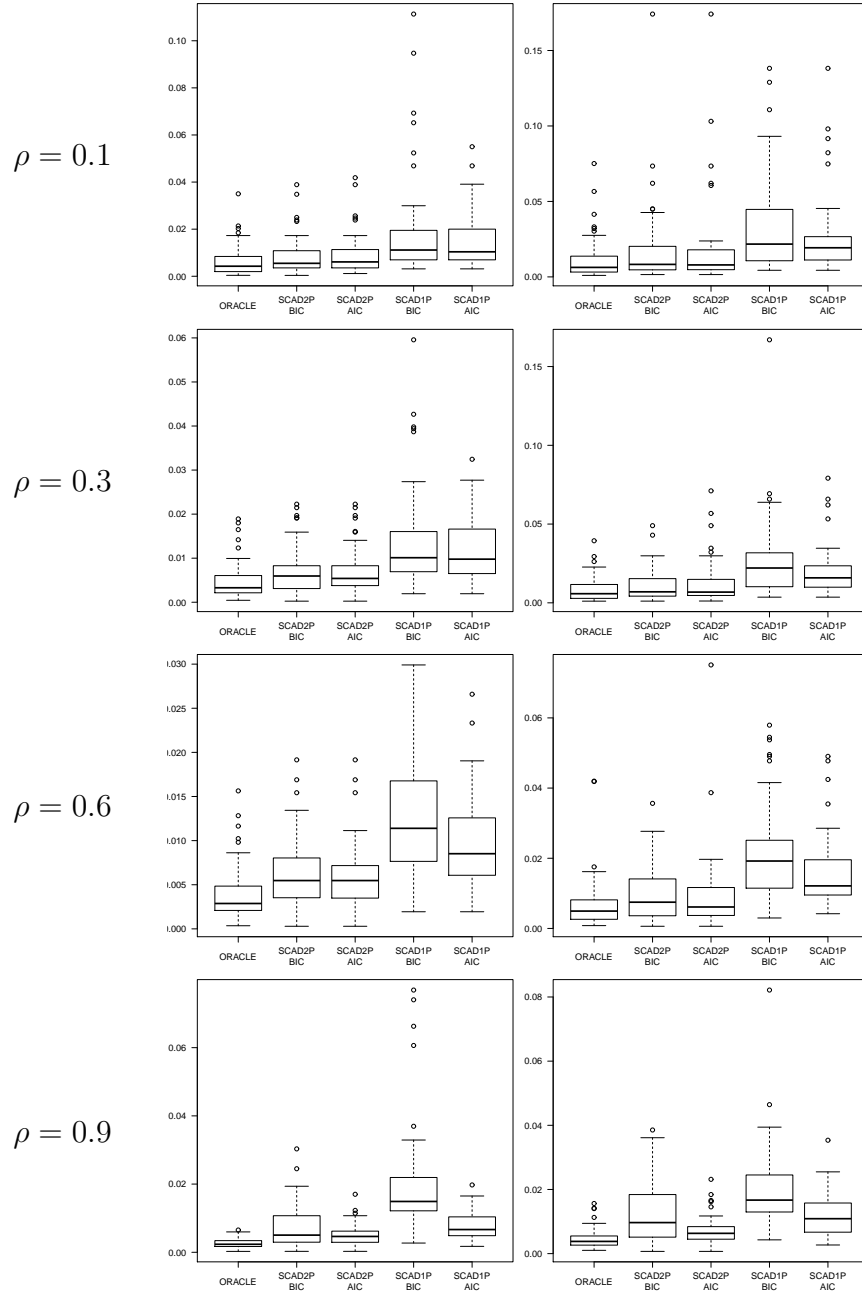 ρ = 0.1
0.10
0.08
0.06
0.04
0.02
0.00
ORACLE
SCAD2P BIC
SCAD2P AIC
SCAD1P BIC
SCAD1P AIC
0.15
0.10
0.05
0.00
ORACLE
SCAD2P BIC
SCAD2P AIC
SCAD1P BIC
SCAD1P AIC
ρ = 0.3
0.06
0.05
0.04
0.03
0.02
0.01
0.00
ORACLE
SCAD2P BIC
SCAD2P AIC
SCAD1P BIC
SCAD1P AIC
0.15
0.10
0.05
0.00
ORACLE
SCAD2P BIC
SCAD2P AIC
SCAD1P BIC
SCAD1P AIC
ρ = 0.6
.030
.025
.020
.015
.010
.005
.000
ORACLE
SCAD2P BIC
SCAD2P AIC
SCAD1P BIC
SCAD1P AIC
0.06
0.04
0.02
0.00
ORACLE
SCAD2P BIC
SCAD2P AIC
SCAD1P BIC
SCAD1P AIC
ρ = 0.9
0.06
0.04
0.02
0.00
ORACLE
SCAD2P BIC
SCAD2P AIC
SCAD1P BIC
SCAD1P AIC
0.08
0.06
0.04
0.02
0.00
ORACLE
SCAD2P BIC
SCAD2P AIC
SCAD1P BIC
SCAD1P AIC